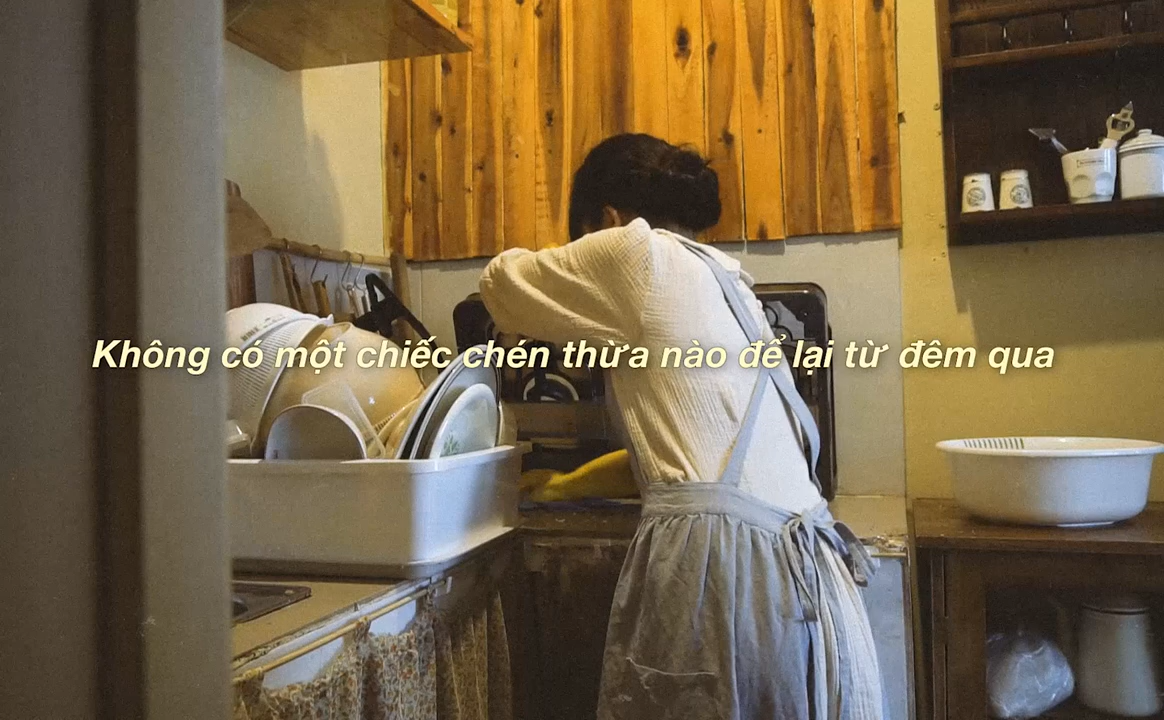 Không có một chiếc chén thừa nào để lại từ đêm qua